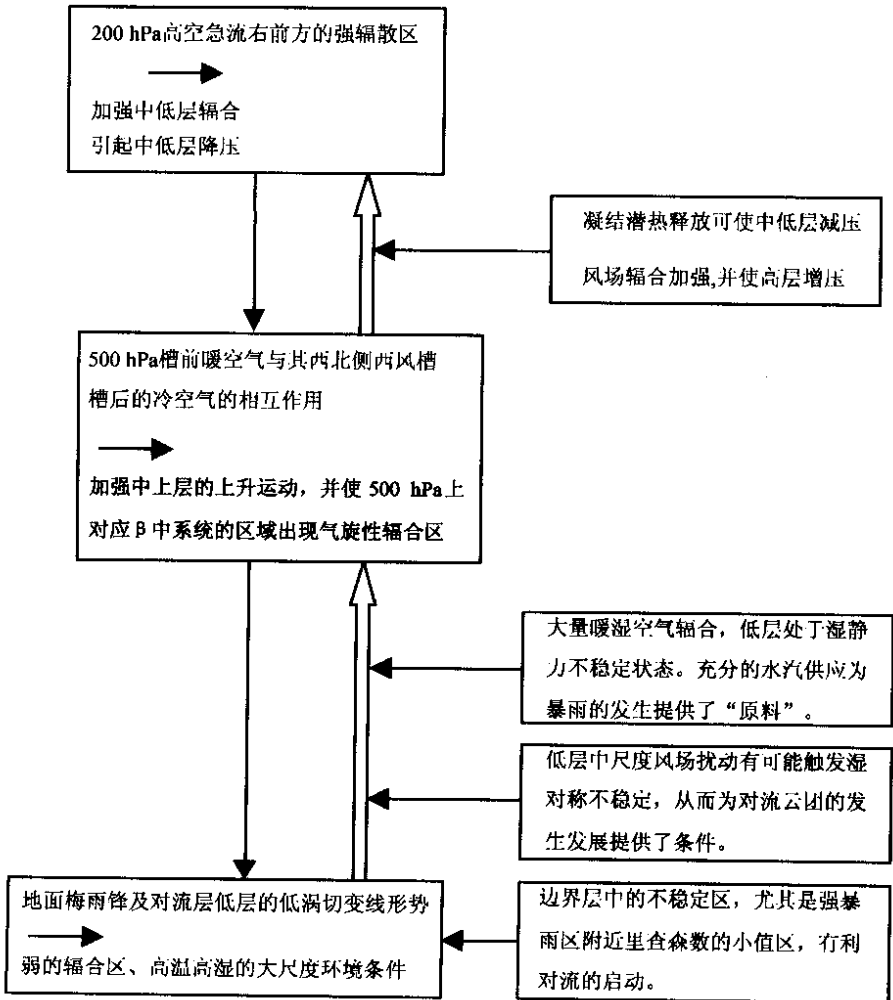 200 hPa高空急流右前方的强辐散区
加强中低层辐合
引起中低层降压
凝结潜热释放可使中低层减压
风场辐合加强,并使高层增压
500 hPa槽前暖空气与其西北侧西风槽
槽后的冷空气的相互作用
加强中上层的上升运动，并使 500 hPa上
对应β中系统的区域出现气旋性辐合区
大量暖湿空气辐合，低层处于湿静
力不稳定状态。充分的水汽供应为
暴雨的发生提供了“原料”。
低层中尺度风场扰动有可能触发湿
对称不稳定，从而为对流云团的发
生发展提供了条件。
地面梅雨锋及对流层低层的低涡切变线形势
弱的辐合区、高温高湿的大尺度环境条件
边界层中的不稳定区，尤其是强暴
雨区附近里查森数的小值区，有利
对流的启动。